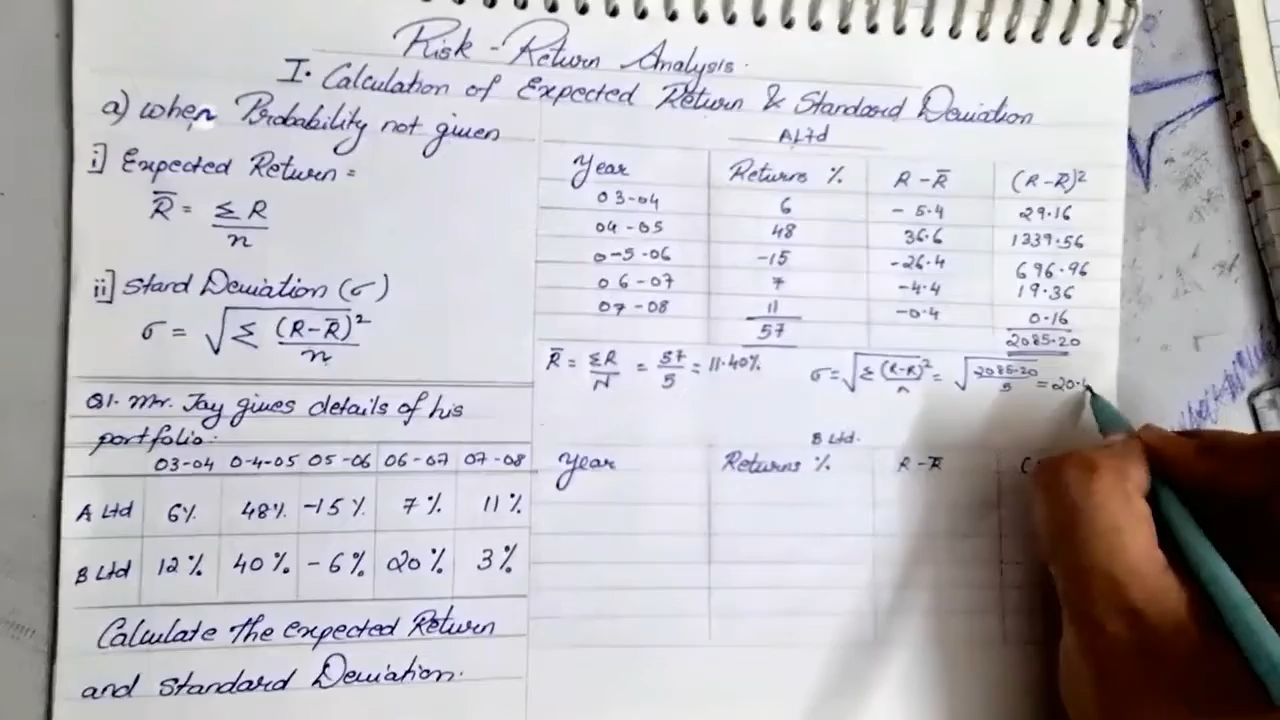 Risk - Return Analysis.
I. Calculation of Expected Return & Standard Deviation
a) when Probability not given
i] Expected Return =
R̅ = ΣR / n
ii] Stard Deviation (σ)
σ = √Σ (R-R̅)² / n
Q1. Mr. Jay gives details of his
portfolio.
03-04 0-4-05 05-06 06-07 07-08
A Ltd 6% 48% -15% 7% 11%
B Ltd 12% 40% -6% 20% 3%
Calculate the expected Return
and Standard Deviation.
A Ltd
Year Returns % R-R̅ (R-R̅)²
03-04 6 -5.4 29.16
04-05 48 36.6 1339.56
0-5-06 -15 -26.4 696.96
06-07 7 -4.4 19.36
07-08 11 -0.4 0.16
57 2085.20
R̅ = ΣR / N = 57 / 5 = 11.40% σ = √Σ (R-R̅)² / n = √2085.20 / 5 = 20.4
B Ltd.
Year Returns % R-R̅ (